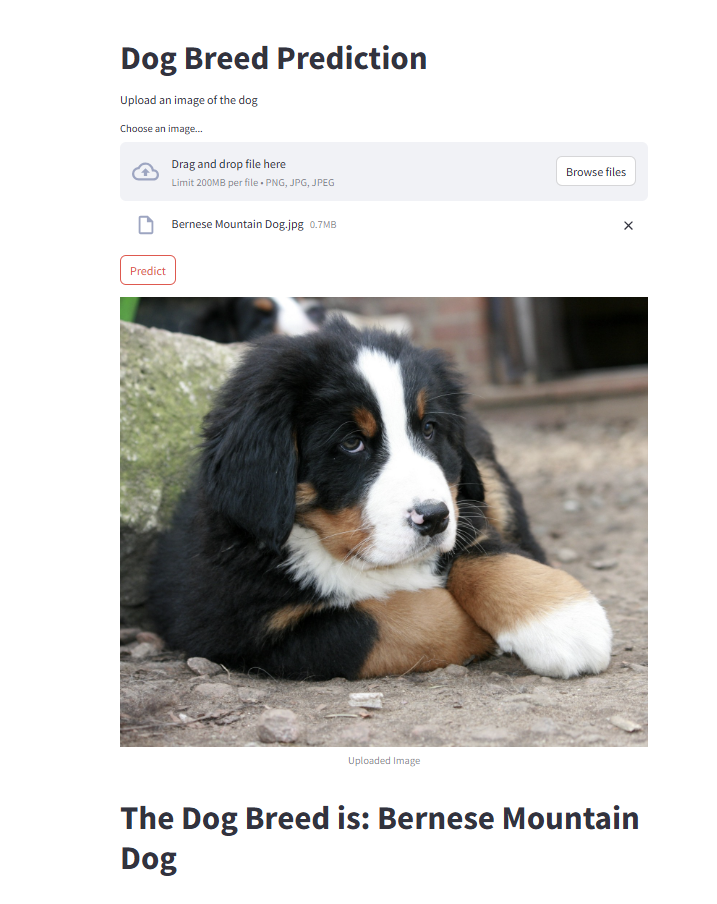 Dog Breed Prediction
Upload an image of the dog
Choose an image...
Drag and drop file here
Limit 200MB per file • PNG, JPG, JPEG
Browse files
Bernese Mountain Dog.jpg 0.7MB
Predict
Uploaded Image
The Dog Breed is: Bernese Mountain
Dog